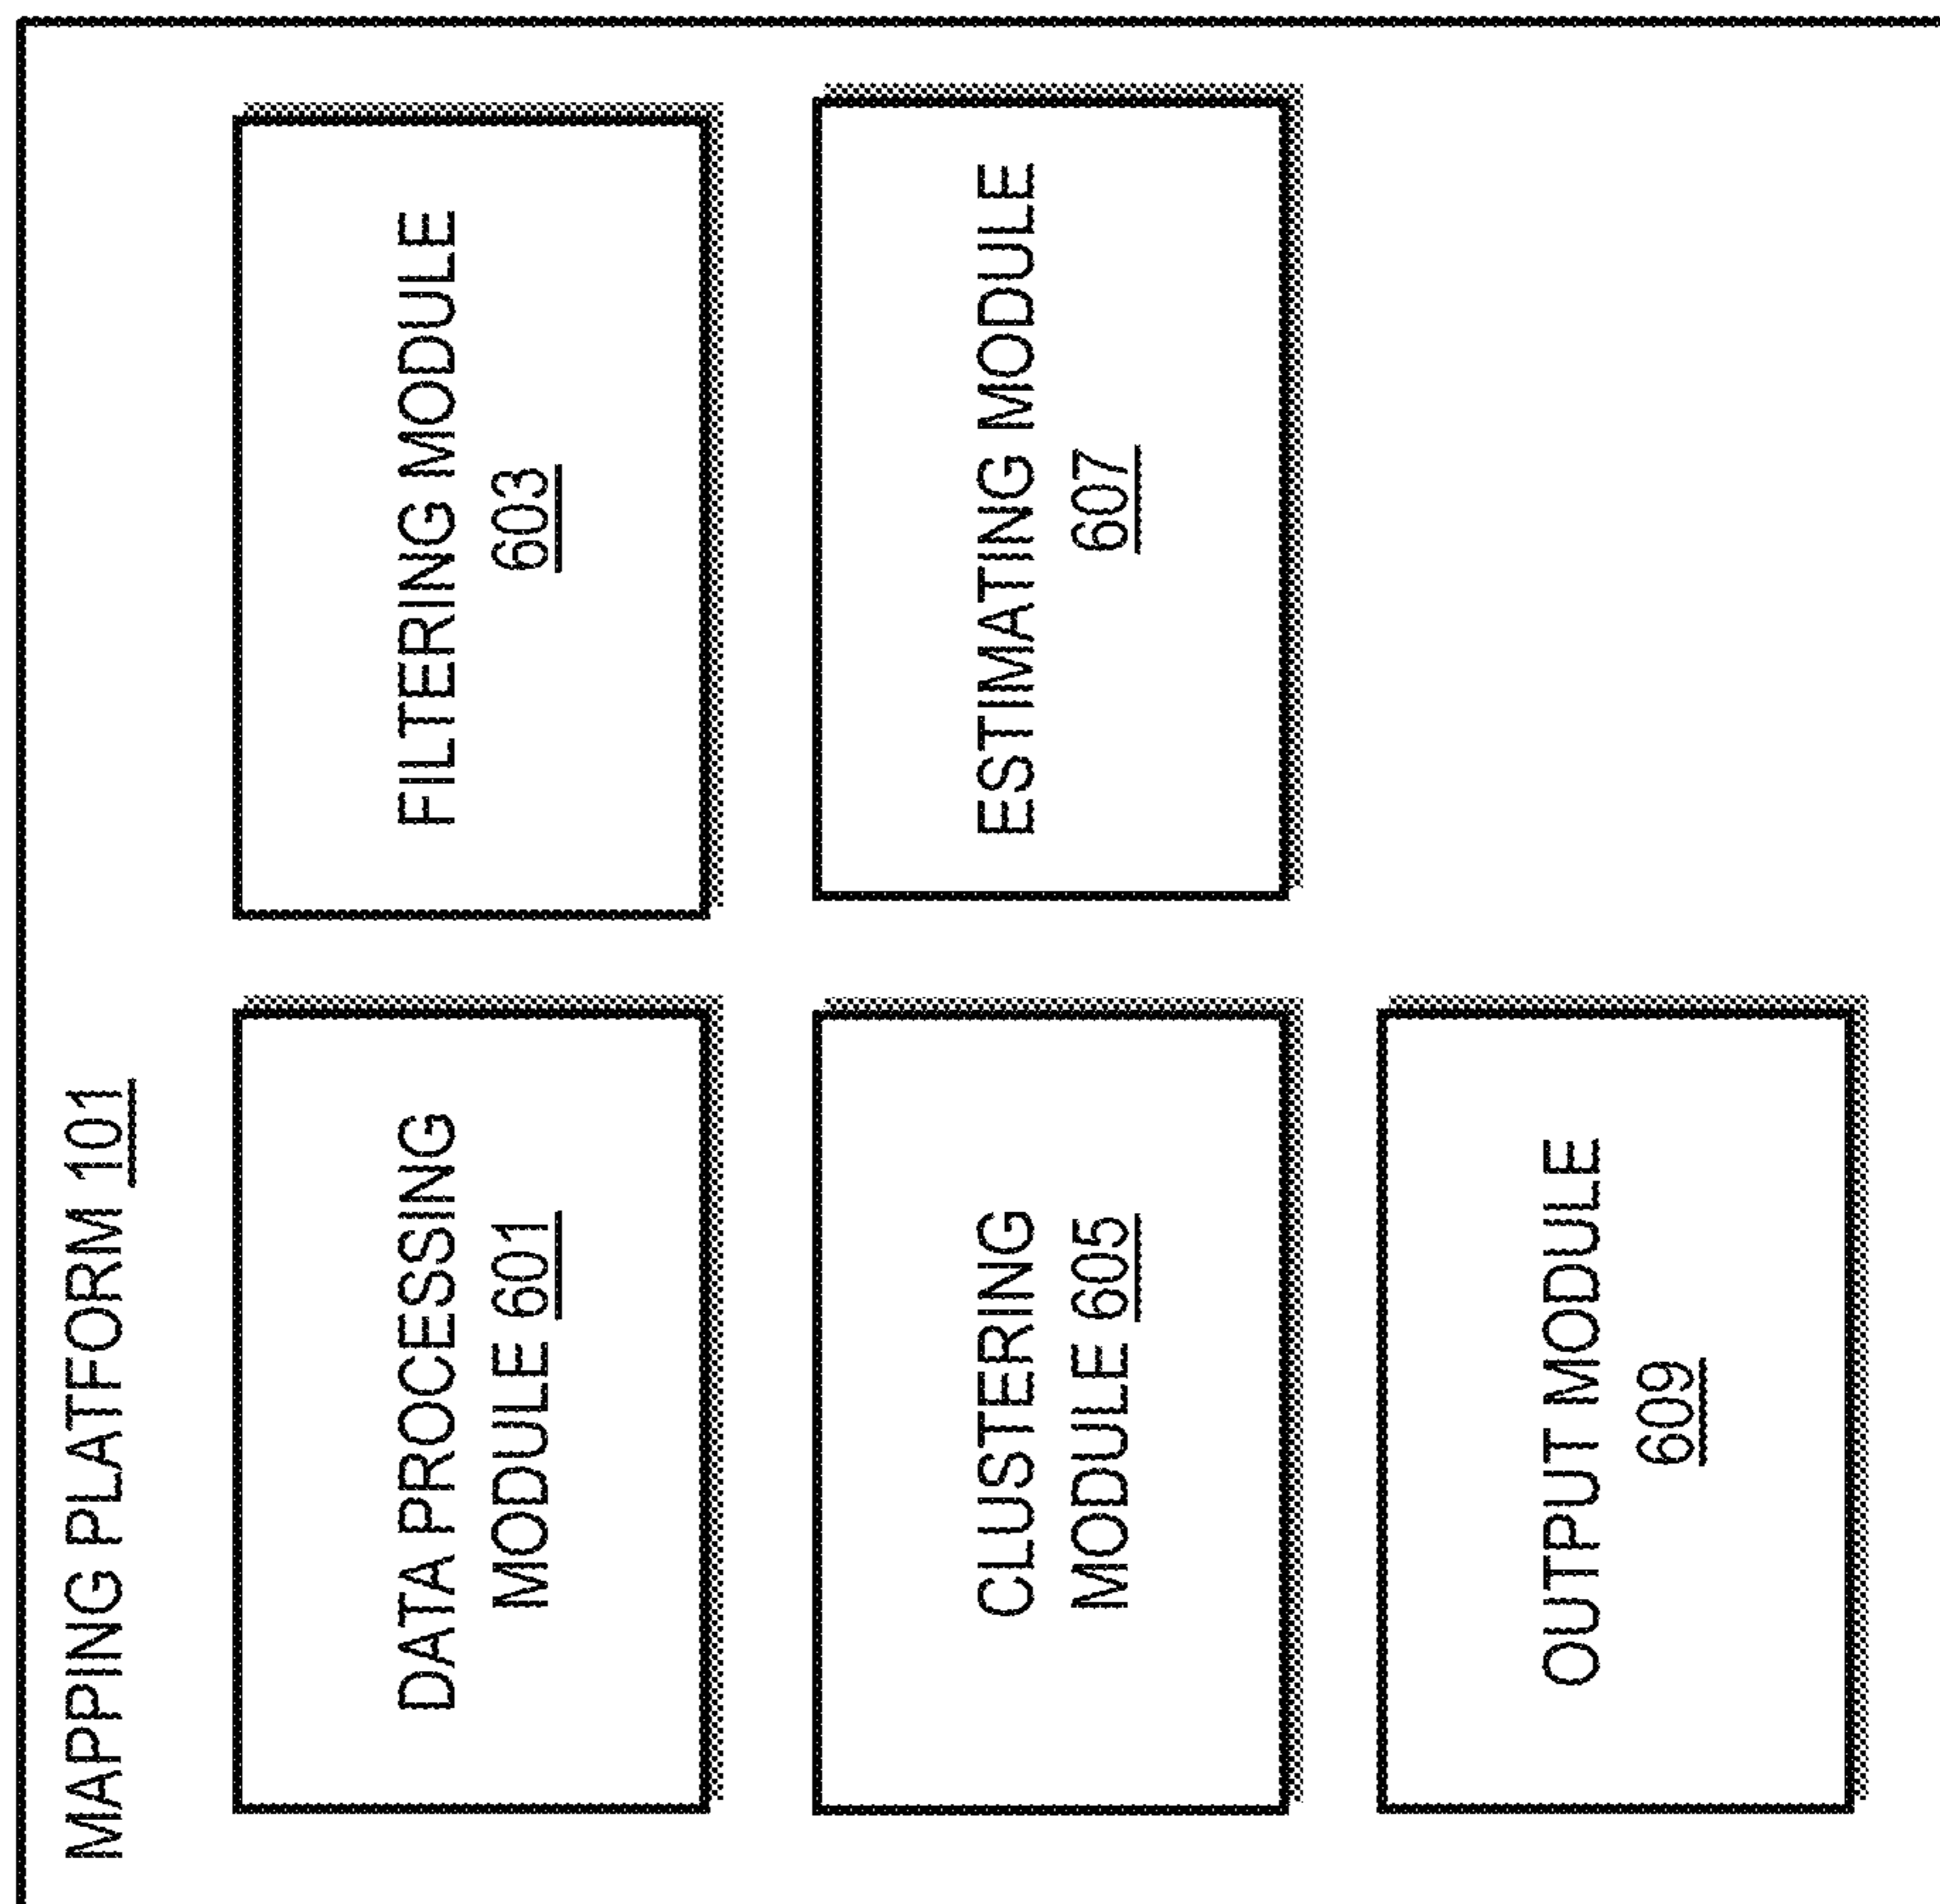 MAPPING PLATFORM 101
DATA PROCESSING
MODULE 601
FILTERING MODULE
603
CLUSTERING
MODULE 605
ESTIMATING MODULE
607
OUTPUT MODULE
609